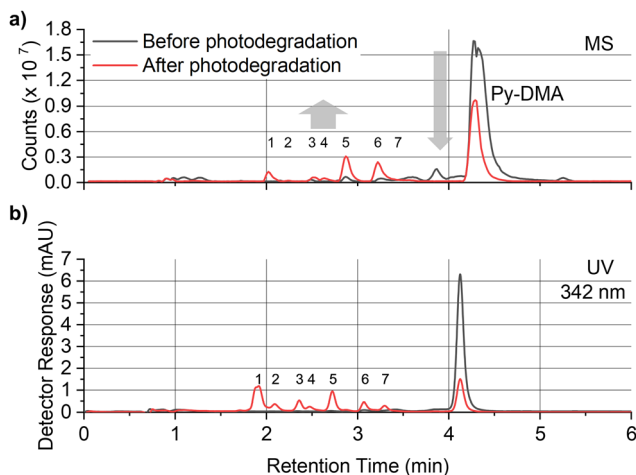 a)
Counts (x 10⁷)
1.8
1.5
1.2
0.9
0.6
0.3
0.0
Before photodegradation
After photodegradation
MS
Py-DMA
1 2 3 4 5 6 7
b)
Detector Response (mAU)
7
6
5
4
3
2
1
0
UV
342 nm
1 2 3 4 5 6 7
0 1 2 3 4 5 6
Retention Time (min)